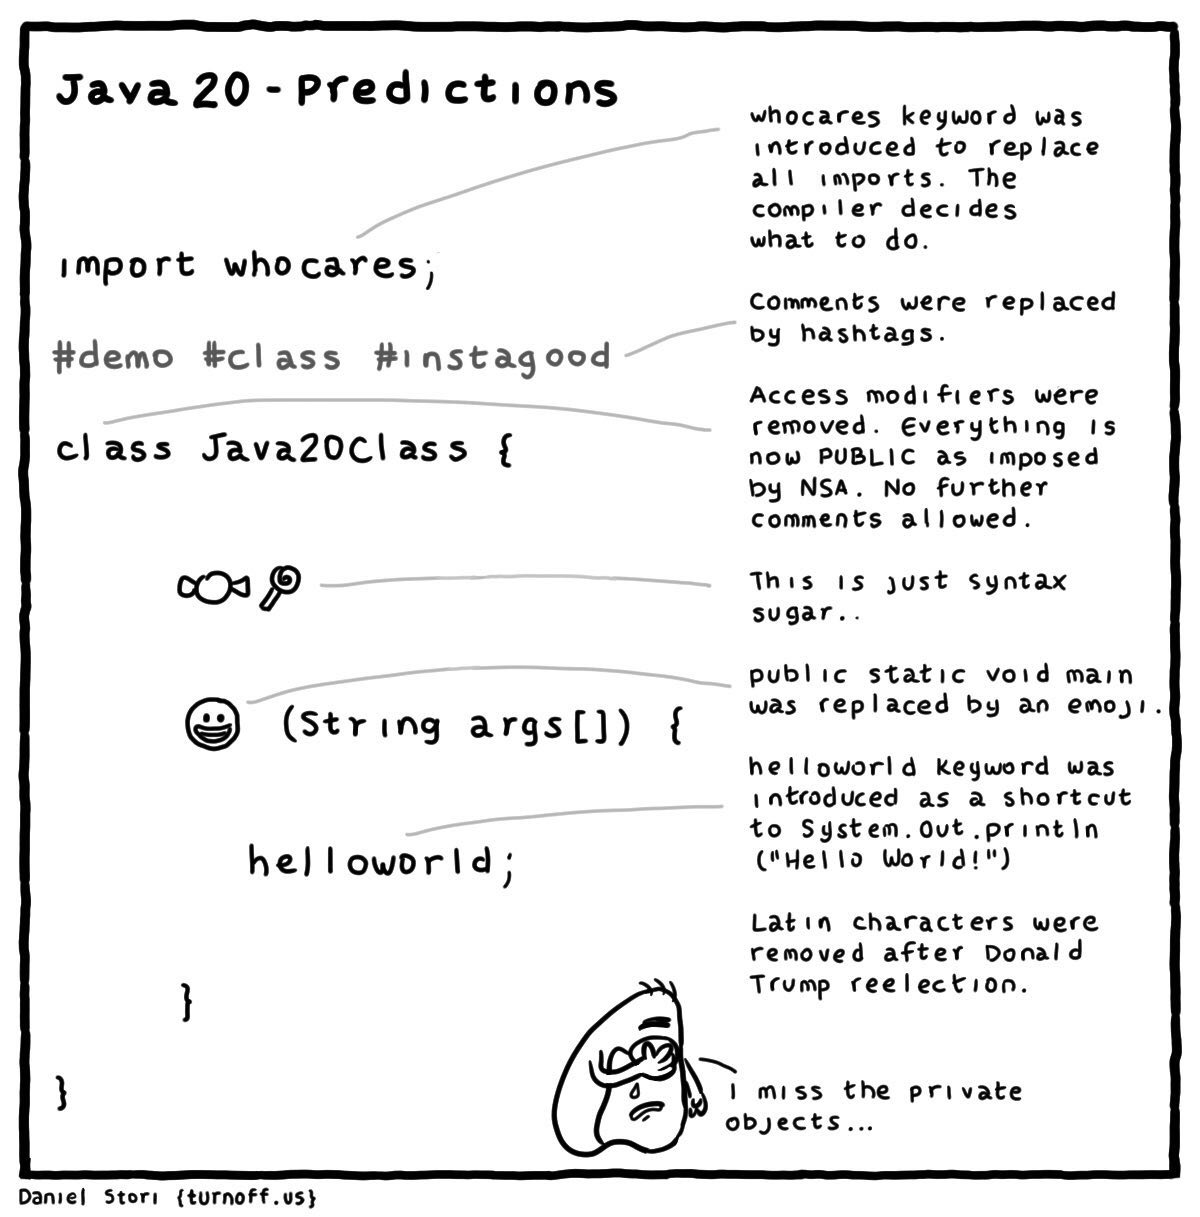 Java 20 - Predictions
whocares keyword was
introduced to replace
all imports. The
compiler decides
what to do.
import whocares;
Comments were replaced
by hashtags.
#demo #class #instagood
Access modifiers were
removed. Everything is
now PUBLIC as imposed
by NSA. No further
comments allowed.
class Java20Class {
This is just syntax
sugar..
public static void main
was replaced by an emoji.
(String args[]) {
helloworld keyword was
introduced as a shortcut
to System.out.println
("Hello World!")
helloworld;
Latin characters were
removed after Donald
Trump reelection.
}
}
I miss the private
objects...
Daniel Stori {turnoff.us}